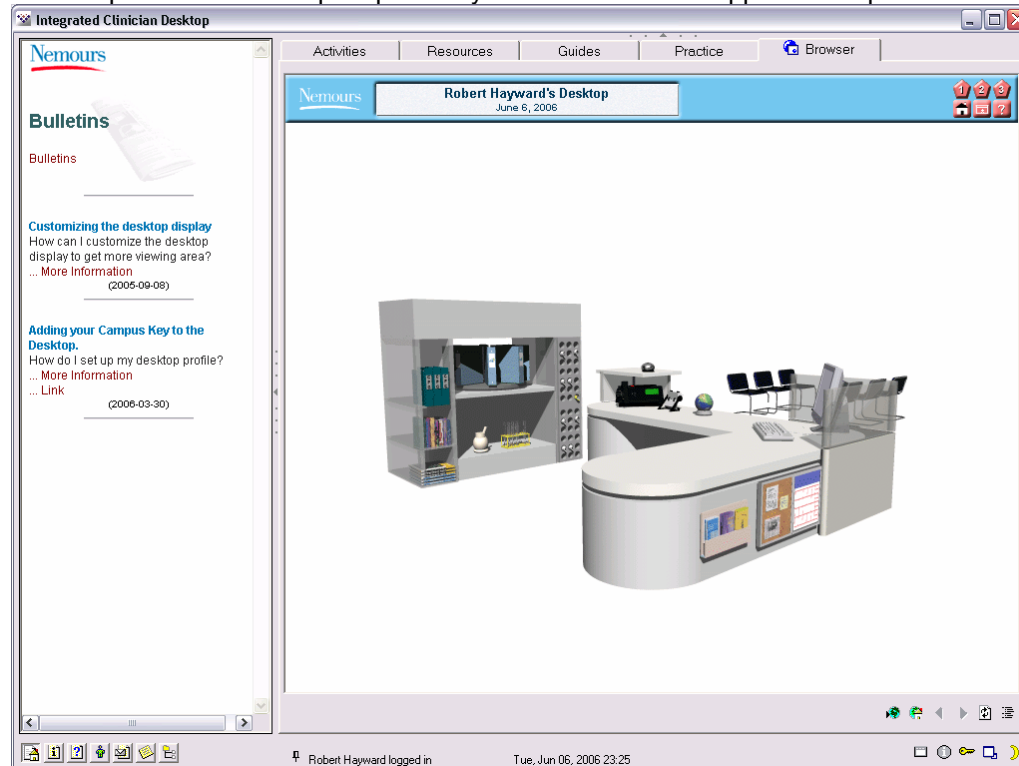 Integrated Clinician Desktop
Nemours
Bulletins
Bulletins
Customizing the desktop display
How can I customize the desktop
display to get more viewing area?
... More Information
(2005-09-08)
Adding your Campus Key to the
Desktop.
How do I set up my desktop profile?
... More Information
... Link
(2006-03-30)
Activities
Resources
Guides
Practice
Browser
Nemours
Robert Hayward's Desktop
June 6, 2006
1 2 3
?
Robert Hayward logged in
Tue, Jun 06, 2006 23:25